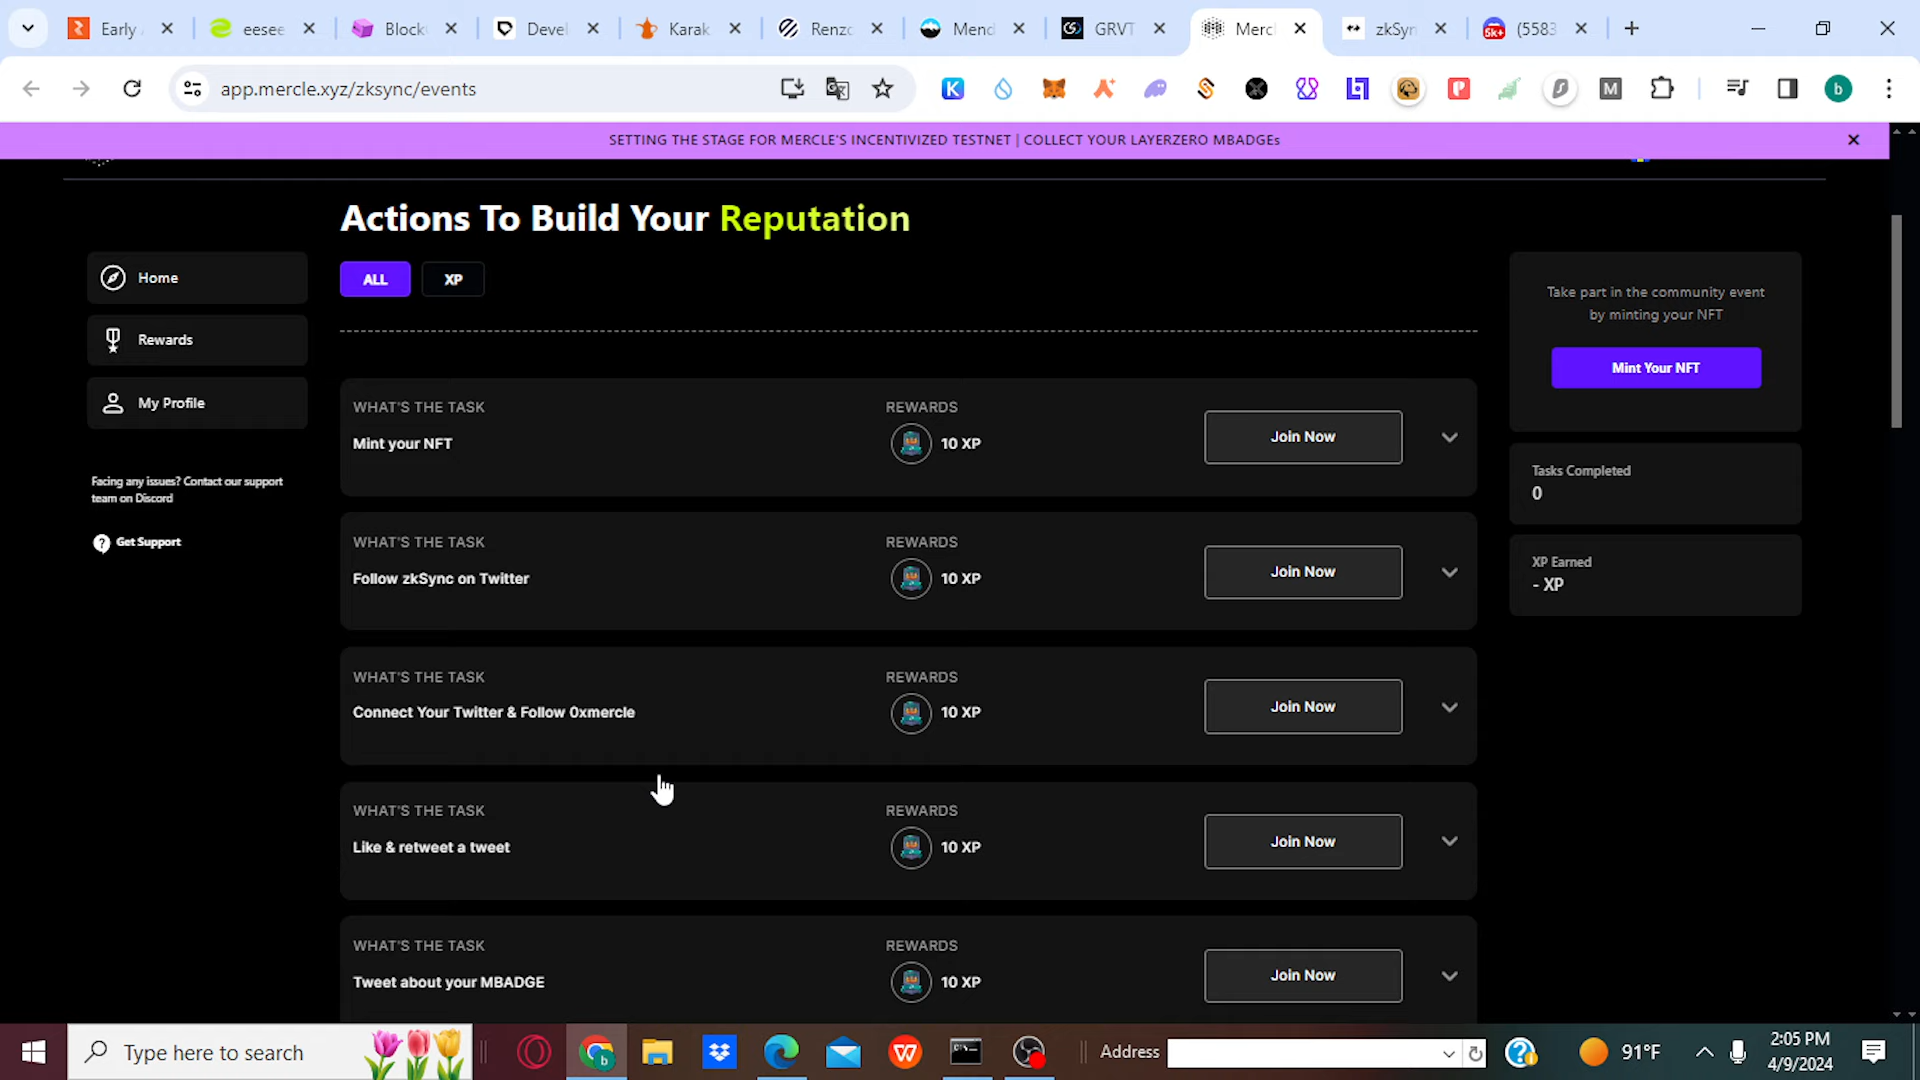 Early
eesee
Block
Devel
Karak
Renzo
Mend
GRVT
Mercl
zkSyn
(5583
app.mercle.xyz/zksync/events
SETTING THE STAGE FOR MERCLE'S INCENTIVIZED TESTNET | COLLECT YOUR LAYERZERO MBADGEs
Actions To Build Your Reputation
Home
Rewards
My Profile
Facing any issues? Contact our support
team on Discord
Get Support
ALL
XP
WHAT'S THE TASK
Mint your NFT
REWARDS
10 XP
Join Now
WHAT'S THE TASK
Follow zkSync on Twitter
REWARDS
10 XP
Join Now
WHAT'S THE TASK
Connect Your Twitter & Follow 0xmercle
REWARDS
10 XP
Join Now
WHAT'S THE TASK
Like & retweet a tweet
REWARDS
10 XP
Join Now
WHAT'S THE TASK
Tweet about your MBADGE
REWARDS
10 XP
Join Now
Take part in the community event
by minting your NFT
Mint Your NFT
Tasks Completed
0
XP Earned
- XP
Type here to search
Address
91°F
2:05 PM
4/9/2024